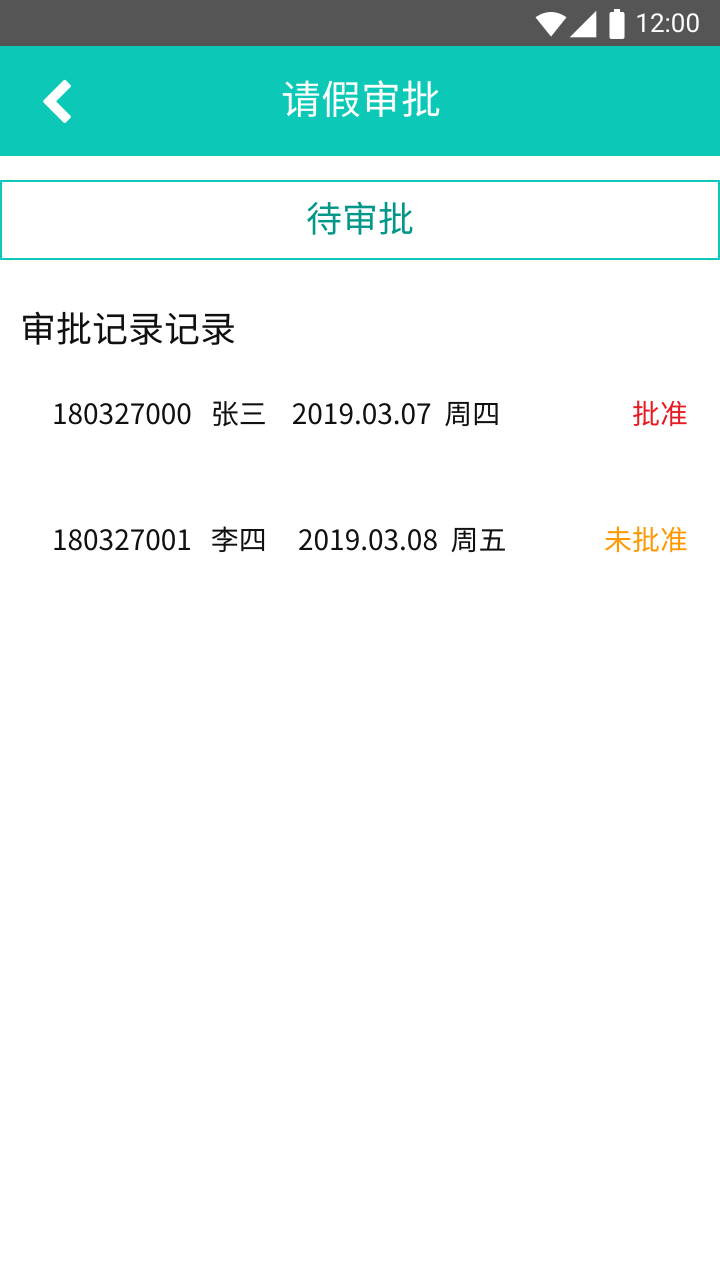 12:00
请假审批
待审批
审批记录记录
180327000 张三 2019.03.07 周四 批准
180327001 李四 2019.03.08 周五 未批准